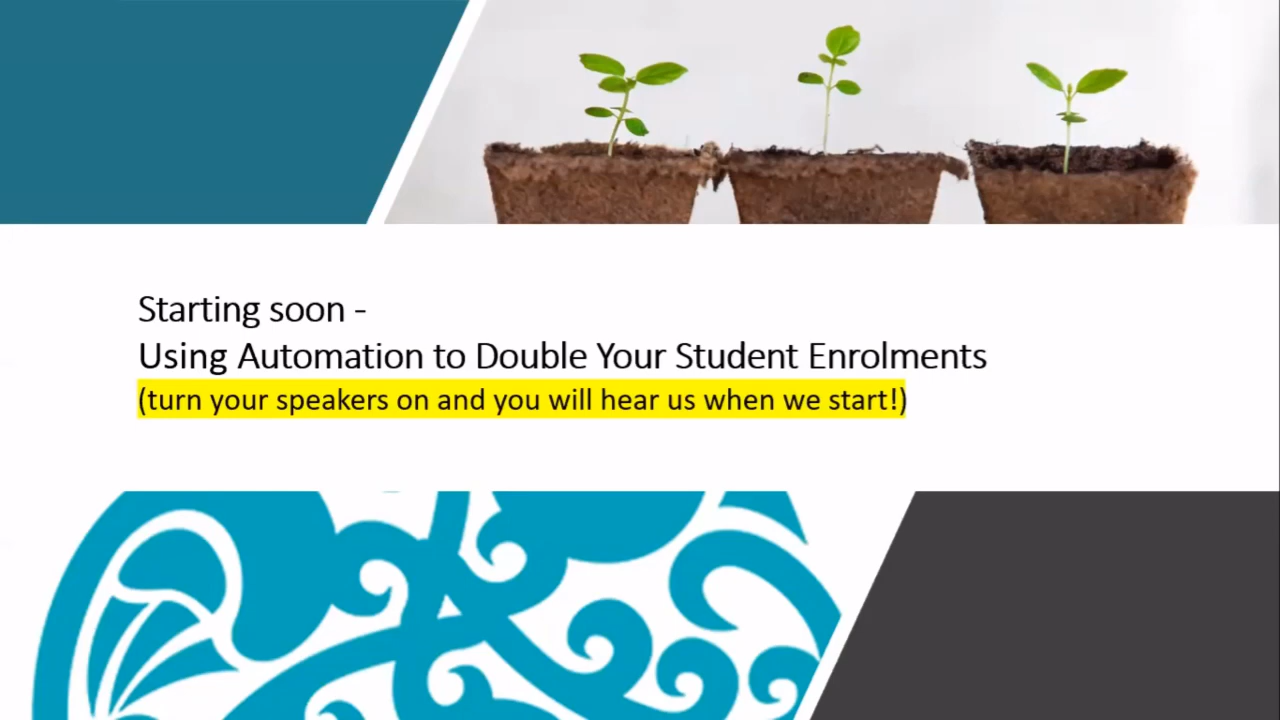 Starting soon -
Using Automation to Double Your Student Enrolments
(turn your speakers on and you will hear us when we start!)